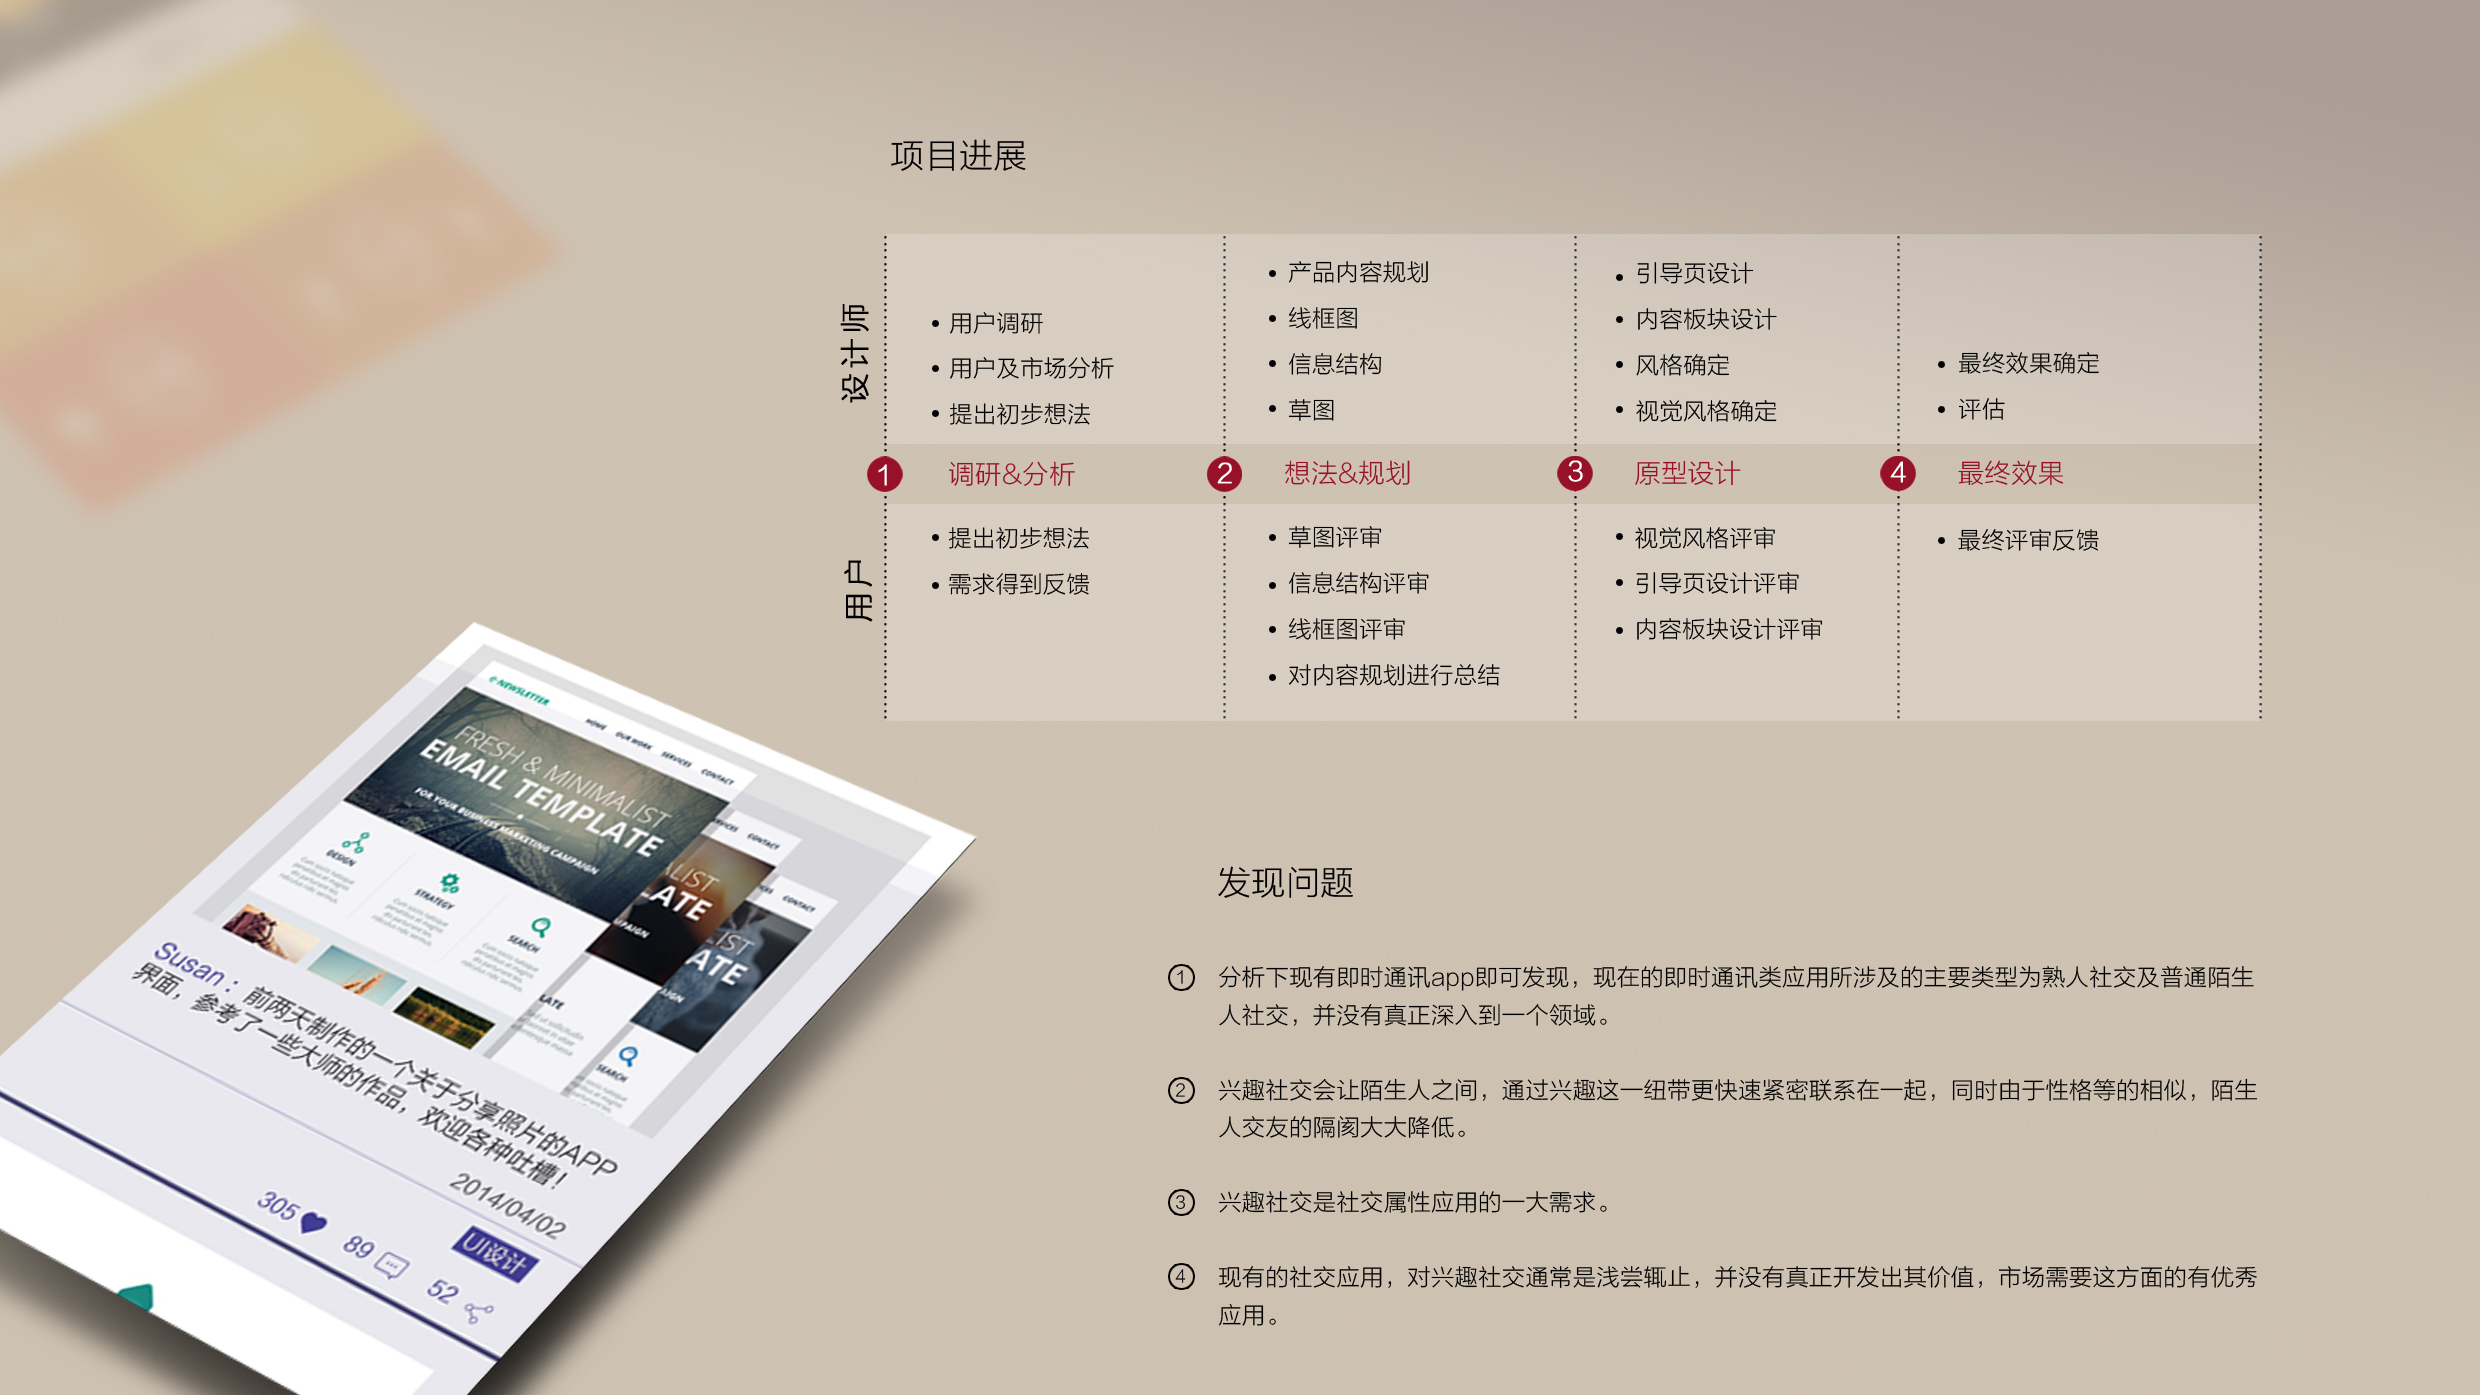 项目进展
设计师
用户调研
用户及市场分析
提出初步想法
产品内容规划
线框图
信息结构
草图
引导页设计
内容板块设计
风格确定
视觉风格确定
最终效果确定
评估
1 调研&分析
2 想法&规划
3 原型设计
4 最终效果
用户
提出初步想法
需求得到反馈
草图评审
信息结构评审
线框图评审
对内容规划进行总结
视觉风格评审
引导页设计评审
内容板块设计评审
最终评审反馈
发现问题
① 分析下现有即时通讯app即可发现，现在的即时通讯类应用所涉及的主要类型为熟人社交及普通陌生
人社交，并没有真正深入到一个领域。
② 兴趣社交会让陌生人之间，通过兴趣这一纽带更快速紧密联系在一起，同时由于性格等的相似，陌生
人交友的隔阂大大降低。
③ 兴趣社交是社交属性应用的一大需求。
④ 现有的社交应用，对兴趣社交通常是浅尝辄止，并没有真正开发出其价值，市场需要这方面的有优秀
应用。
e-NEWSLETTER
HOME OUR WORK SERVICES CONTACT
FRESH & MINIMALIST
EMAIL TEMPLATE
FOR YOUR BUSINESS MARKETING CAMPAIGN
DESIGN
STRATEGY
SEARCH
CONTACT
ALIST
LATE
CONTACT
LIST
ATE
LATE
SEARCH
Susan：前两天制作的一个关于分享照片的APP
界面，参考了一些大师的作品，欢迎各种吐槽！
2014/04/02
UI设计
305 89 52